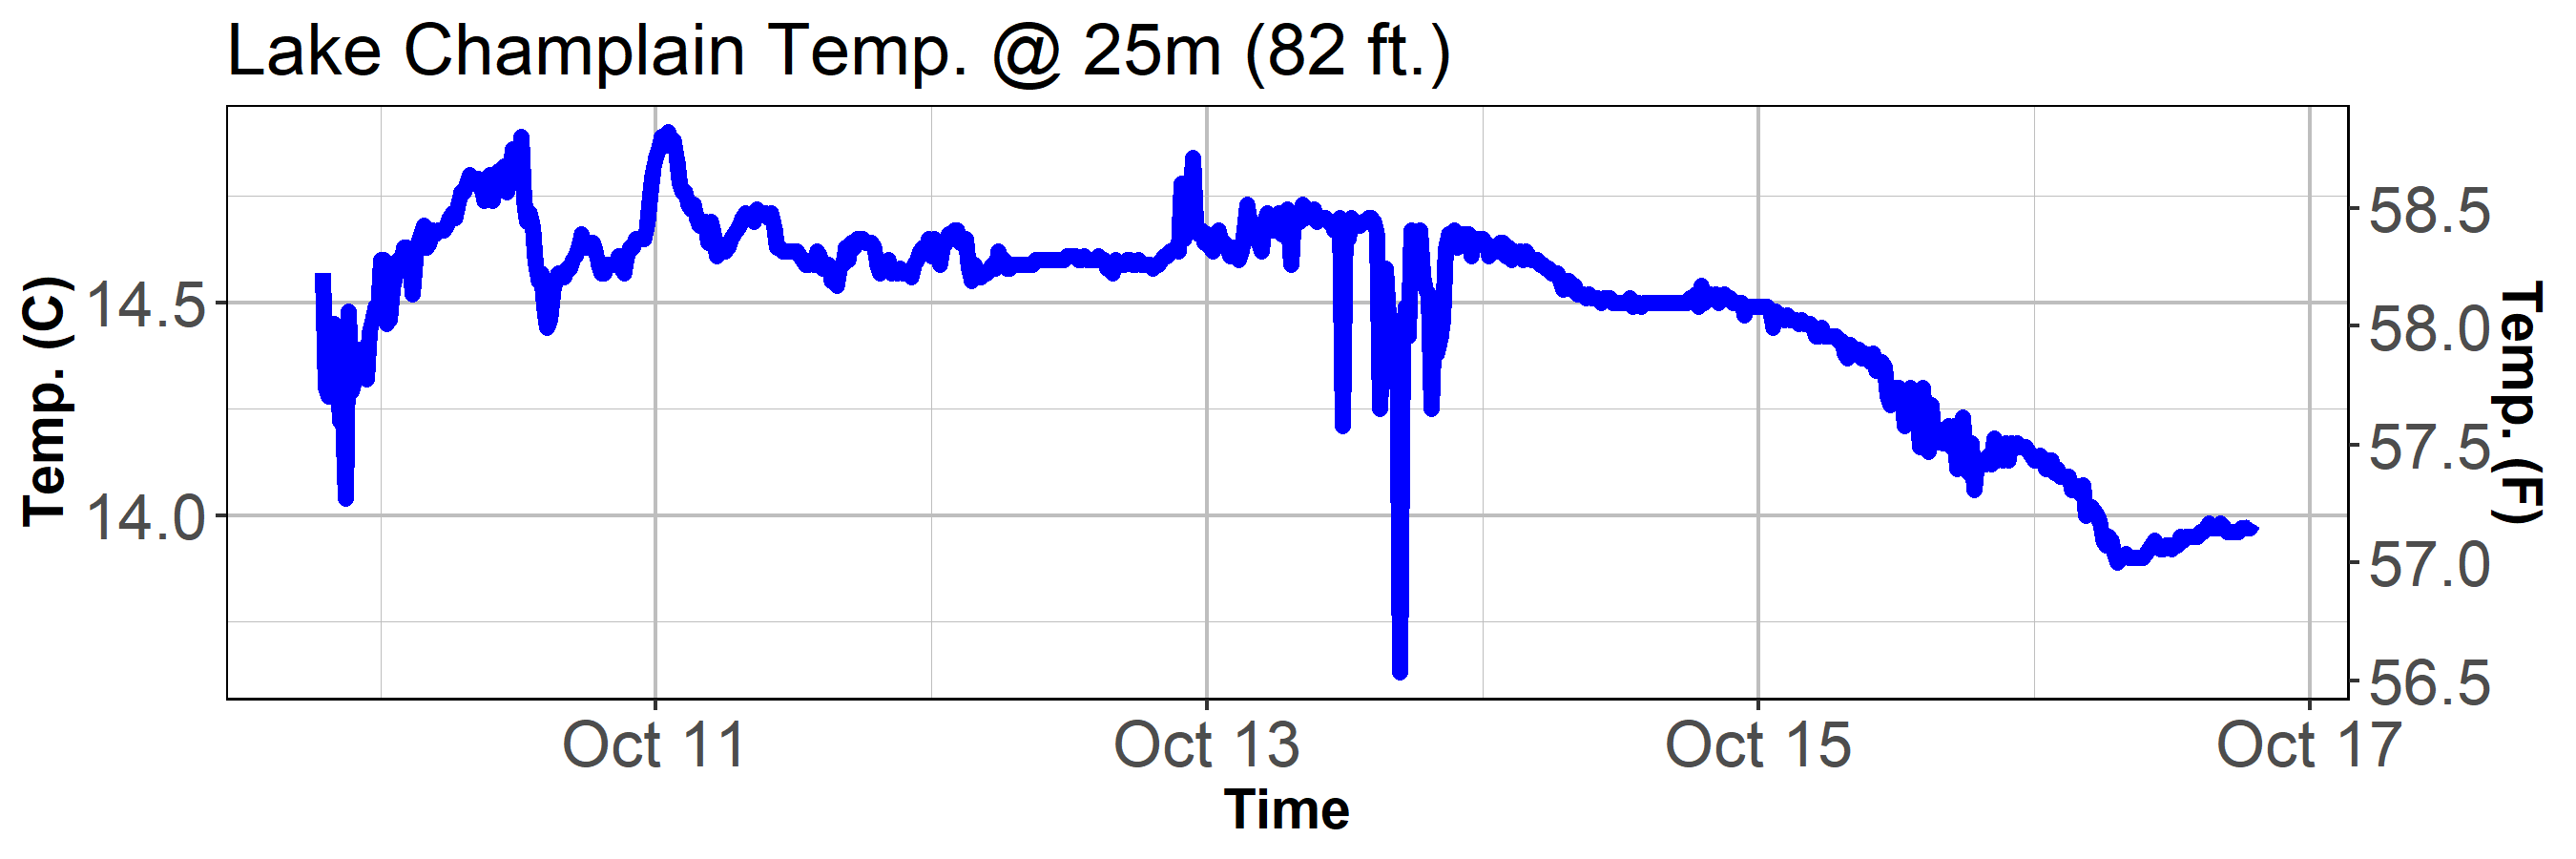 Lake Champlain Temp. @ 25m (82 ft.)
Temp. (C)
14.5
14.0
58.5
58.0
57.5
57.0
56.5
Temp. (F)
Oct 11
Oct 13
Oct 15
Oct 17
Time